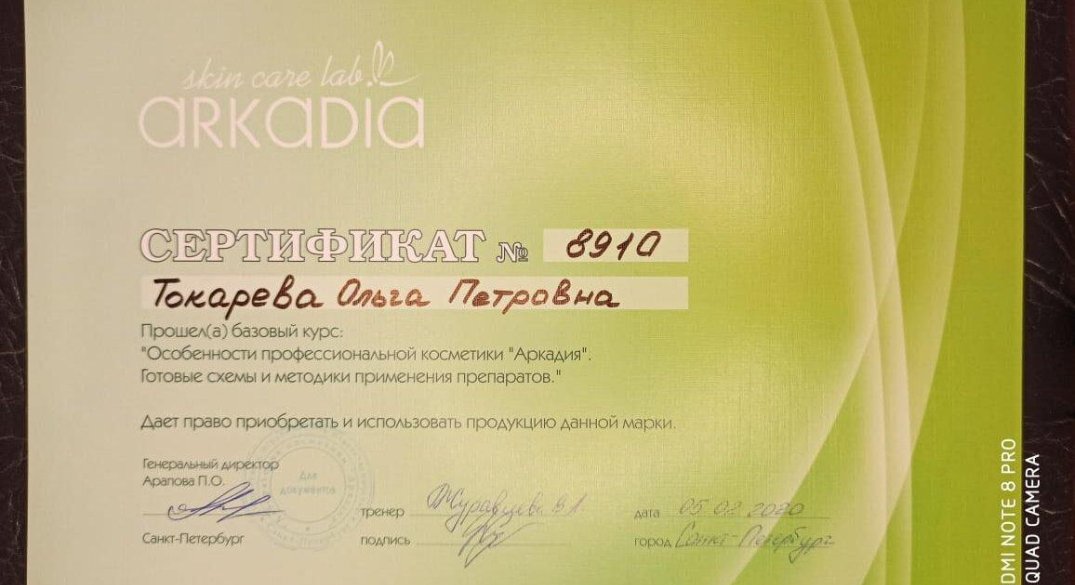 skin care lab.
ARKADIA
СЕРТИФИКАТ № 8910
Токарева Ольга Петровна
Прошел(а) базовый курс:
"Особенности профессиональной косметики "Аркадия".
Готовые схемы и методики применения препаратов."
Дает право приобретать и использовать продукцию данной марки.
Генеральный директор
Арапова П.О.
Для
документов
тренер Журавцева В.А.
дата 05.02.2020
Санкт-Петербург
подпись
город Санкт-Петербург
DMI NOTE 8 PRO
QUAD CAMERA